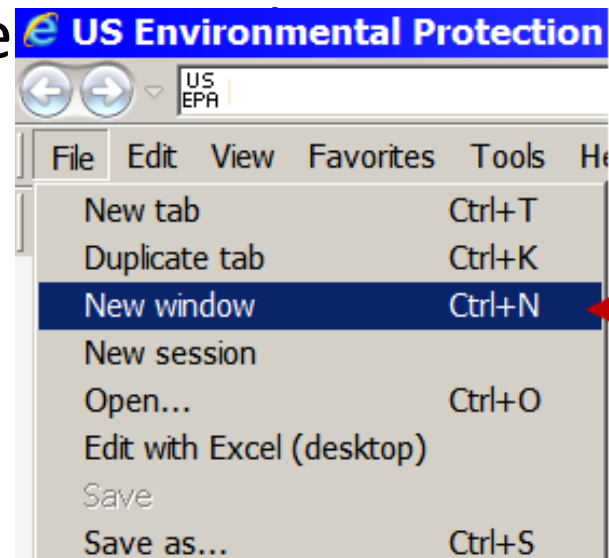 e
US Environmental Protection
US
EPA
File Edit View Favorites Tools He
New tab Ctrl+T
Duplicate tab Ctrl+K
New window Ctrl+N
New session
Open... Ctrl+O
Edit with Excel (desktop)
Save
Save as... Ctrl+S